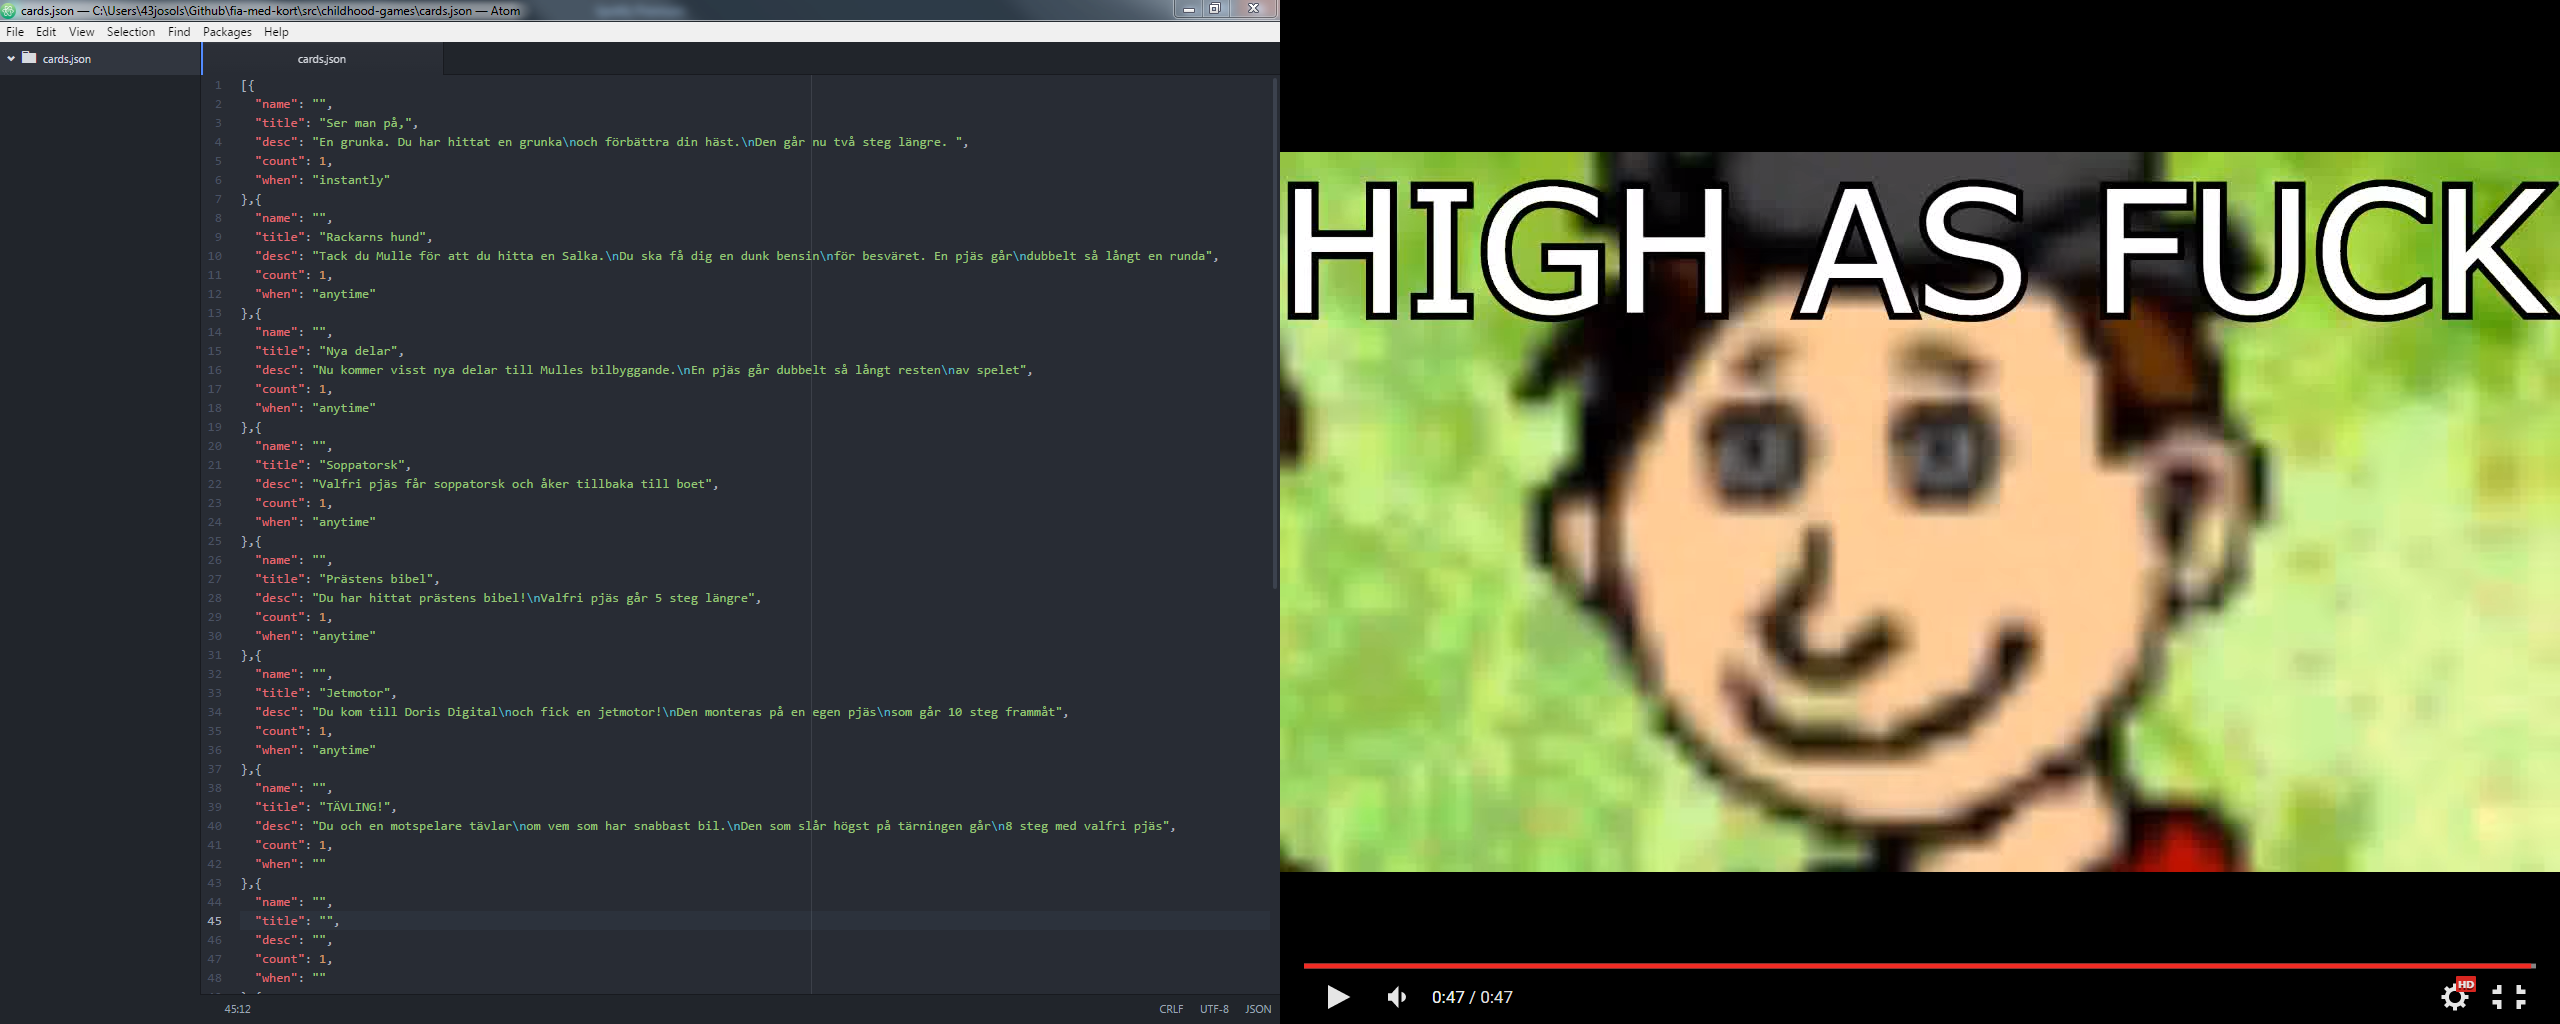 cards.json — C:\Users\43josols\Github\fia-med-kort\src\childhood-games\cards.json — Atom
File Edit View Selection Find Packages Help
cards.json
cards.json
1 [{
2 "name": "",
3 "title": "Ser man på,",
4 "desc": "En grunka. Du har hittat en grunka\noch förbättra din häst.\nDen går nu två steg längre. ",
5 "count": 1,
6 "when": "instantly"
7 },{
8 "name": "",
9 "title": "Rackarns hund",
10 "desc": "Tack du Mulle för att du hitta en Salka.\nDu ska få dig en dunk bensin\nför besväret. En pjäs går\ndubbelt så långt en runda",
11 "count": 1,
12 "when": "anytime"
13 },{
14 "name": "",
15 "title": "Nya delar",
16 "desc": "Nu kommer visst nya delar till Mulles bilbyggande.\nEn pjäs går dubbelt så långt resten\nav spelet",
17 "count": 1,
18 "when": "anytime"
19 },{
20 "name": "",
21 "title": "Soppatorsk",
22 "desc": "Valfri pjäs får soppatorsk och åker tillbaka till boet",
23 "count": 1,
24 "when": "anytime"
25 },{
26 "name": "",
27 "title": "Prästens bibel",
28 "desc": "Du har hittat prästens bibel!\nValfri pjäs går 5 steg längre",
29 "count": 1,
30 "when": "anytime"
31 },{
32 "name": "",
33 "title": "Jetmotor",
34 "desc": "Du kom till Doris Digital\noch fick en jetmotor!\nDen monteras på en egen pjäs\nsom går 10 steg frammåt",
35 "count": 1,
36 "when": "anytime"
37 },{
38 "name": "",
39 "title": "TÄVLING!",
40 "desc": "Du och en motspelare tävlar\nom vem som har snabbast bil.\nDen som slår högst på tärningen går\n8 steg med valfri pjäs",
41 "count": 1,
42 "when": ""
43 },{
44 "name": "",
45 "title": "",
46 "desc": "",
47 "count": 1,
48 "when": ""
45:12
CRLF UTF-8 JSON
HIGH AS FUCK
0:47 / 0:47
HD